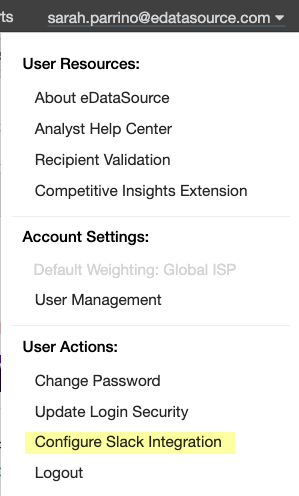 rts sarah.parrino@edatasource.com
User Resources:
About eDataSource
Analyst Help Center
Recipient Validation
Competitive Insights Extension
Account Settings:
Default Weighting: Global ISP
User Management
User Actions:
Change Password
Update Login Security
Configure Slack Integration
Logout